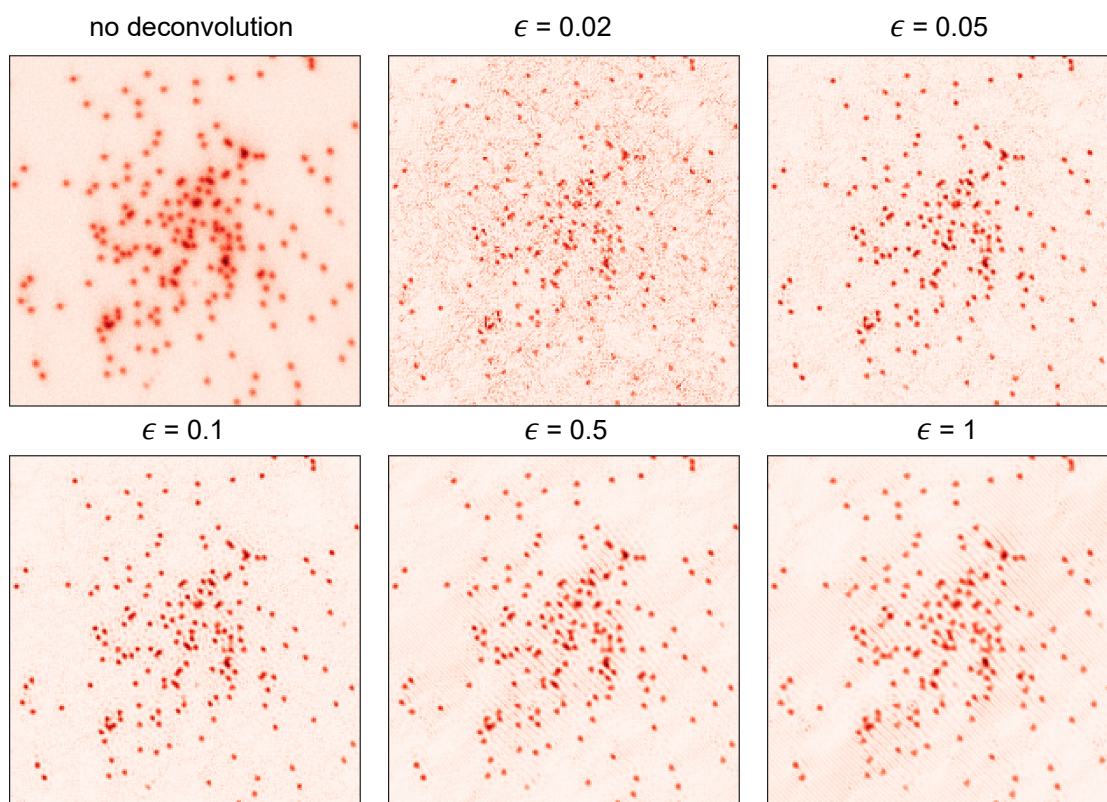 no deconvolution
ϵ = 0.02
ϵ = 0.05
ϵ = 0.1
ϵ = 0.5
ϵ = 1